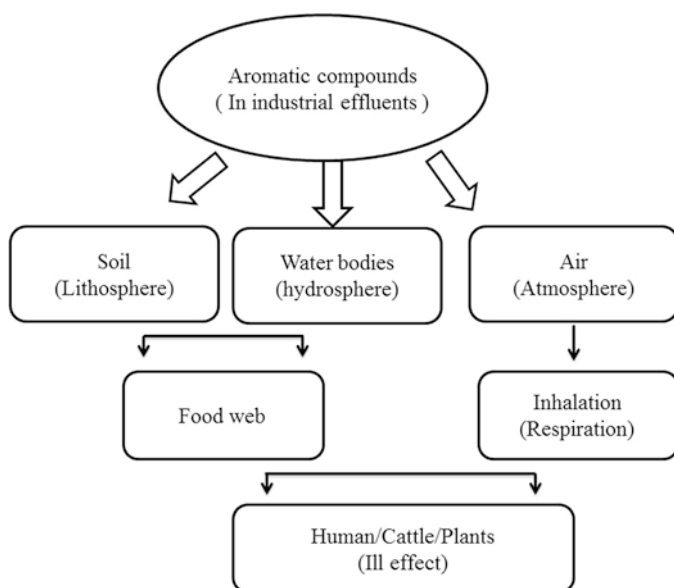 Aromatic compounds
( In industrial effluents )
Soil
(Lithosphere)
Water bodies
(hydrosphere)
Air
(Atmosphere)
Food web
Inhalation
(Respiration)
Human/Cattle/Plants
(Ill effect)